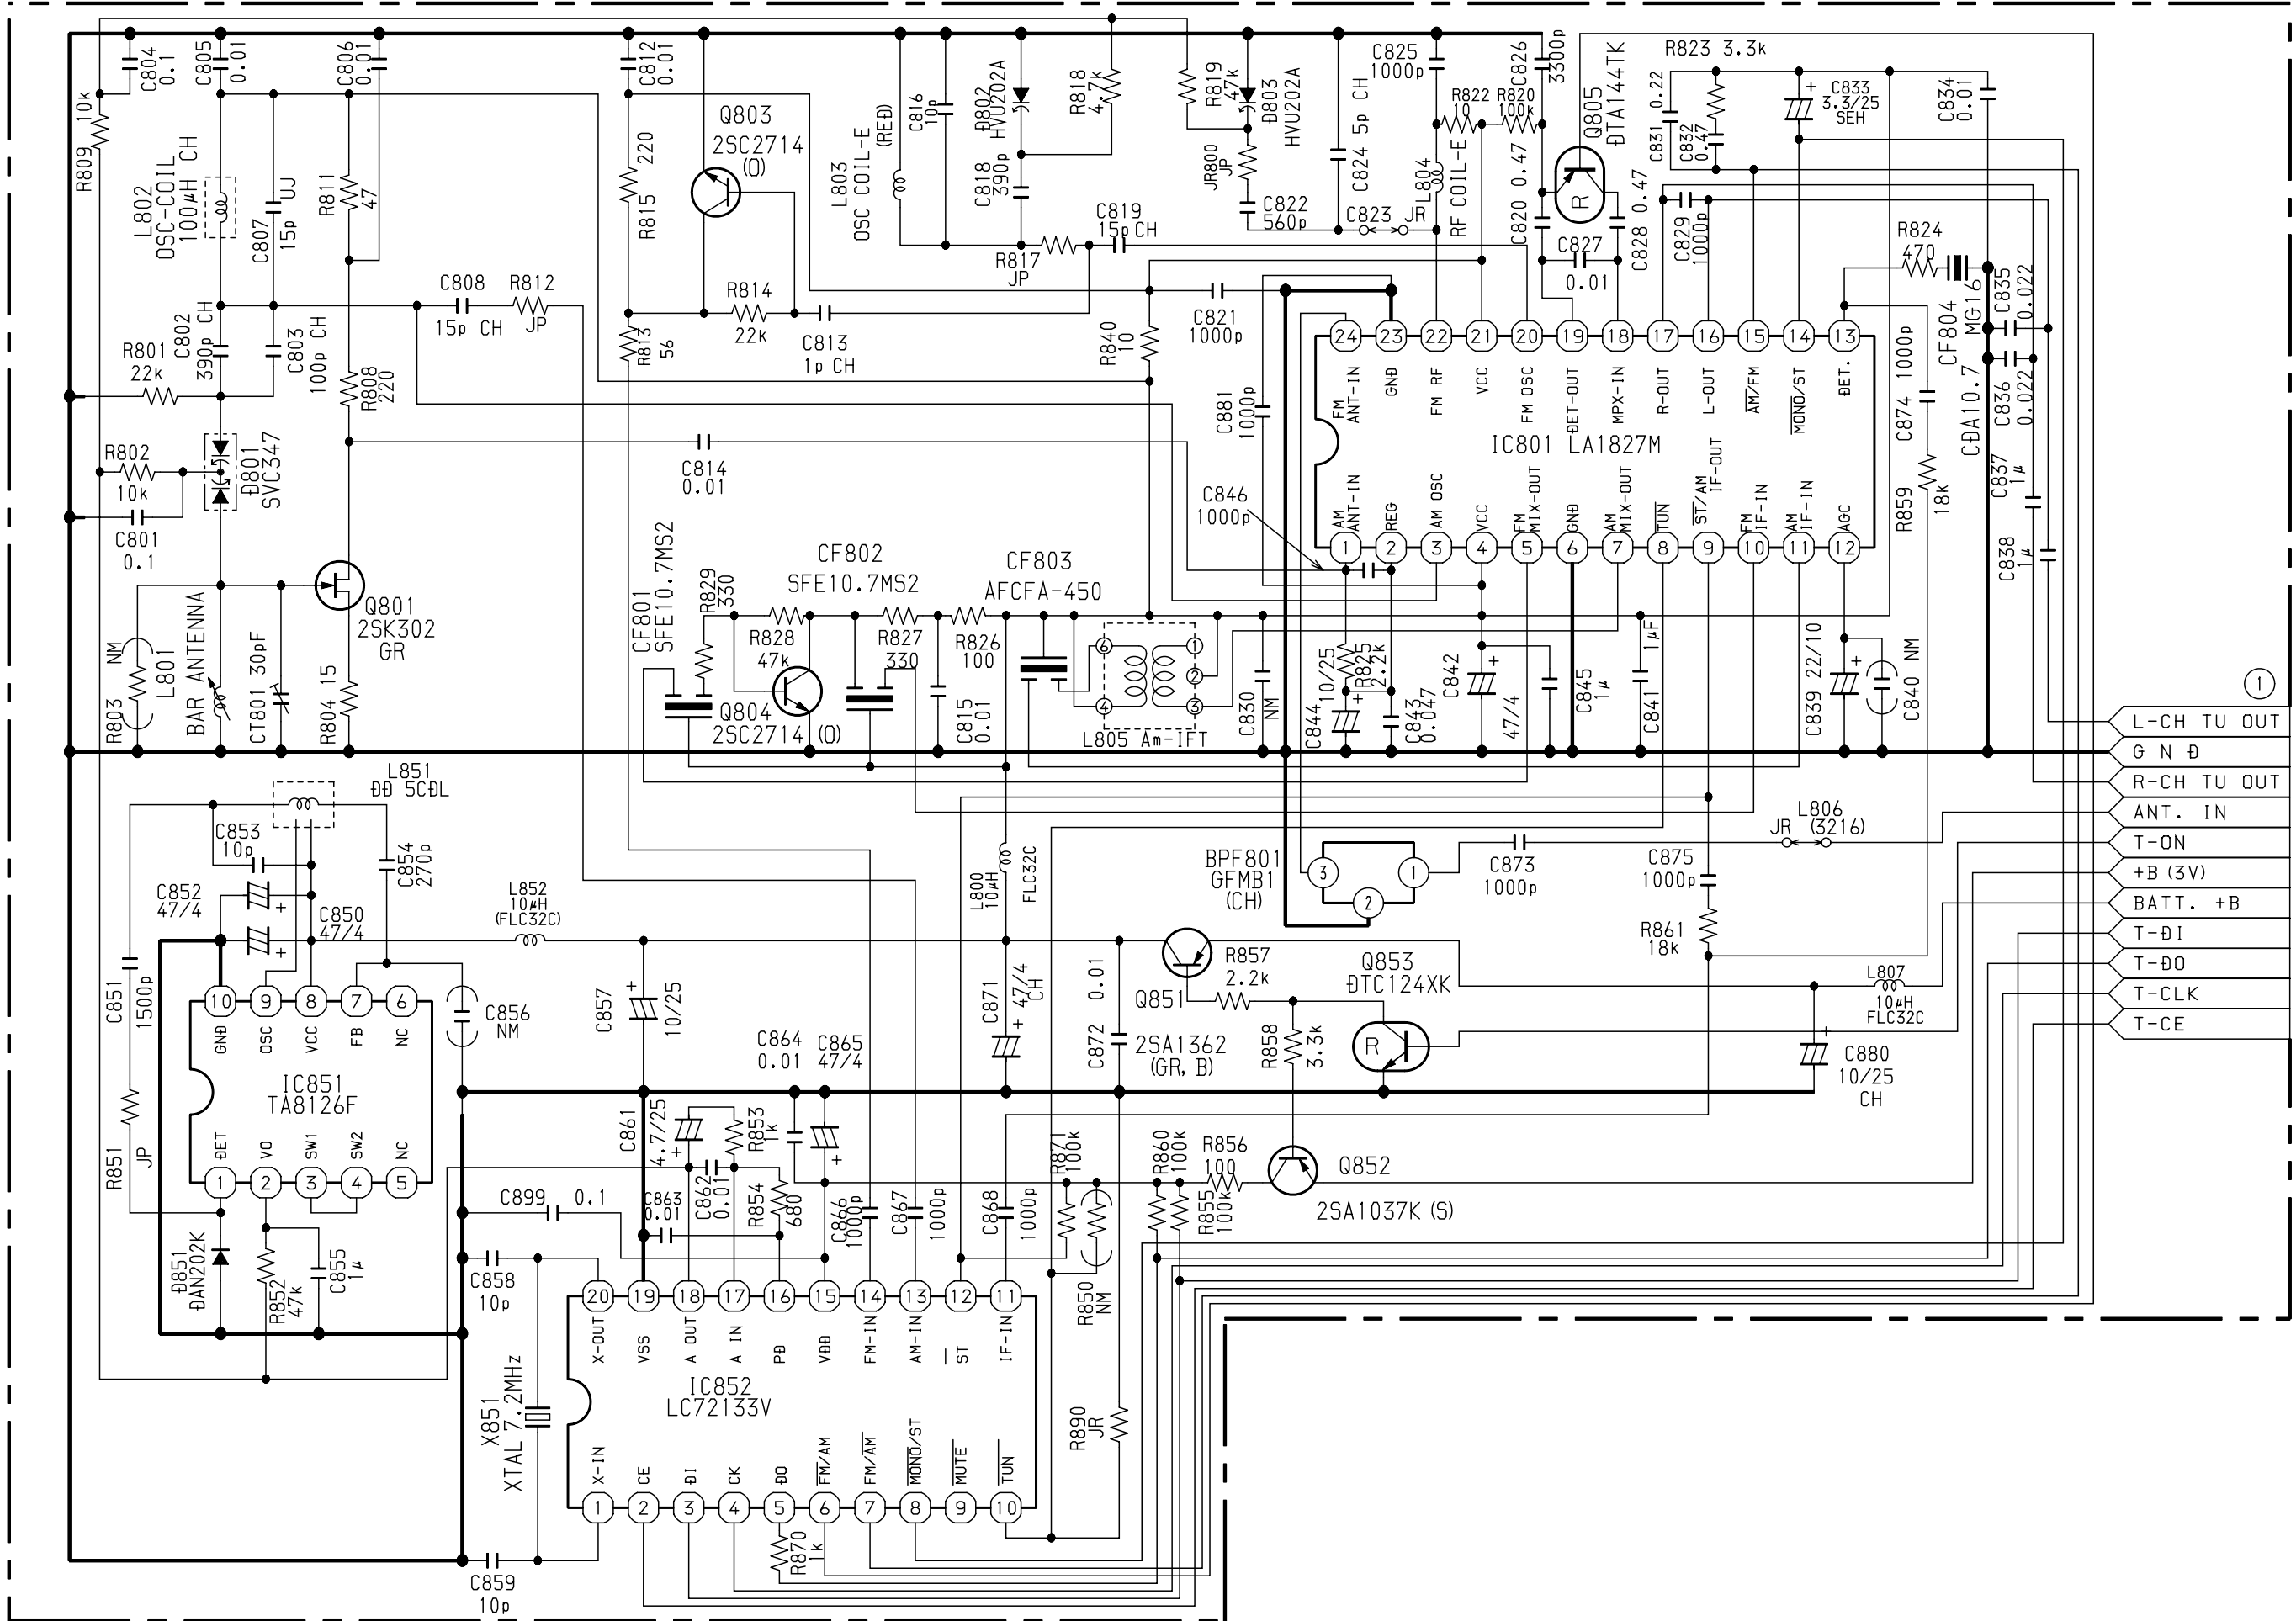 C804
0.1
C805
0.01
C806
0.01
C812
0.01
10k
R809
L802
OSC-COIL
100μH CH
C807
15p UJ
R811
47
220
R815
Q803
2SC2714
(O)
L803
OSC COIL-E
(RED)
C816
10p
D802
HVU202A
C818
390p
R818
4.7k
R819
47k
D803
HVU202A
JR800
JP
C822
560p
C824 5p CH
C823 JR
C825
1000p
L804
RF COIL-E
R822
10
R820
100k
C826
3300p
C820 0.47
Q805
DTA144TK
R
C827
0.01
C828 0.47
R823 3.3k
C831 0.22
C832
0.47
+
C833
3.3/25
SEH
C834
0.01
C829
1000p
R824
470
CF804
MG16
CDA10.7
C835
0.022
C836
0.022
C837
1μ
C838
1μ
C808
15p CH
R812
JP
R801
22k
C802
390p CH
C803
100p CH
R808
220
R813
56
R814
22k
C813
1p CH
R817
JP
C819
15p CH
R840
10
C821
1000p
C881
1000p
24 23 22 21 20 19 18 17 16 15 14 13
FM
ANT-IN
GND
FM RF
VCC
FM OSC
DET-OUT
MPX-IN
R-OUT
L-OUT
AM/FM
MONO/ST
DET.
IC801 LA1827M
AM
ANT-IN
REG
AM OSC
VCC
FM
MIX-OUT
GND
AM
MIX-OUT
TUN
ST/AM
IF-OUT
FM
IF-IN
AM
IF-IN
AGC
1 2 3 4 5 6 7 8 9 10 11 12
C874 1000p
R859
18k
R802
10k
C801
0.1
D801
SVC347
C814
0.01
C846
1000p
Q801
2SK302
GR
R803
NM
L801
BAR ANTENNA
CT801 30pF
R804 15
CF801
SFE10.7MS2
R829
330
CF802
SFE10.7MS2
R828
47k
R827
330
R826
100
Q804
2SC2714 (O)
C815
0.01
CF803
AFCFA-450
6
4
1
2
3
L805 Am-IFT
C830
NM
C844
10/25
+
R825
2.2k
C843
0.047
C842
+
47/4
C845
1μ
C841
1μF
C839 22/10
+
C840 NM
1
L-CH TU OUT
G N D
R-CH TU OUT
ANT. IN
T-ON
+B (3V)
BATT. +B
T-DI
T-DO
T-CLK
T-CE
L851
DD 5CDL
C853
10p
C852
47/4
+
C850
47/4
+
C854
270p
L852
10μH
(FLC32C)
L800
10μH
FLC32C
BPF801
GFMB1
(CH)
3
1
2
C873
1000p
L806
JR (3216)
C875
1000p
R861
18k
C851
1500p
R851
JP
10 9 8 7 6
GND
OSC
VCC
FB
NC
IC851
TA8126F
DET
VO
SW1
SW2
NC
1 2 3 4 5
C856
NM
C857
+
10/25
C871
+
47/4
CH
C872 0.01
Q851
2SA1362
(GR, B)
R857
2.2k
R858
3.3k
Q853
DTC124XK
R
L807
10μH
FLC32C
+
C880
10/25
CH
C864
0.01
C865
47/4
+
C861
4.7/25
+
R853
1k
C862
0.01
R854
680
C863
0.01
C899 0.1
C866
1000p
C867
1000p
C868
1000p
R871
100k
R860
100k
R855
100k
R856
100
Q852
2SA1037K (S)
R850
NM
D851
DAN202K
R852
47k
C855
1μ
C858
10p
X851
XTAL 7.2MHz
C859
10p
20 19 18 17 16 15 14 13 12 11
X-OUT
VSS
A OUT
A IN
PD
VDD
FM-IN
AM-IN
ST
IF-IN
IC852
LC72133V
X-IN
CE
DI
CK
DO
FM/AM
FM/AM
MONO/ST
MUTE
TUN
1 2 3 4 5 6 7 8 9 10
R870
1k
R890
JR